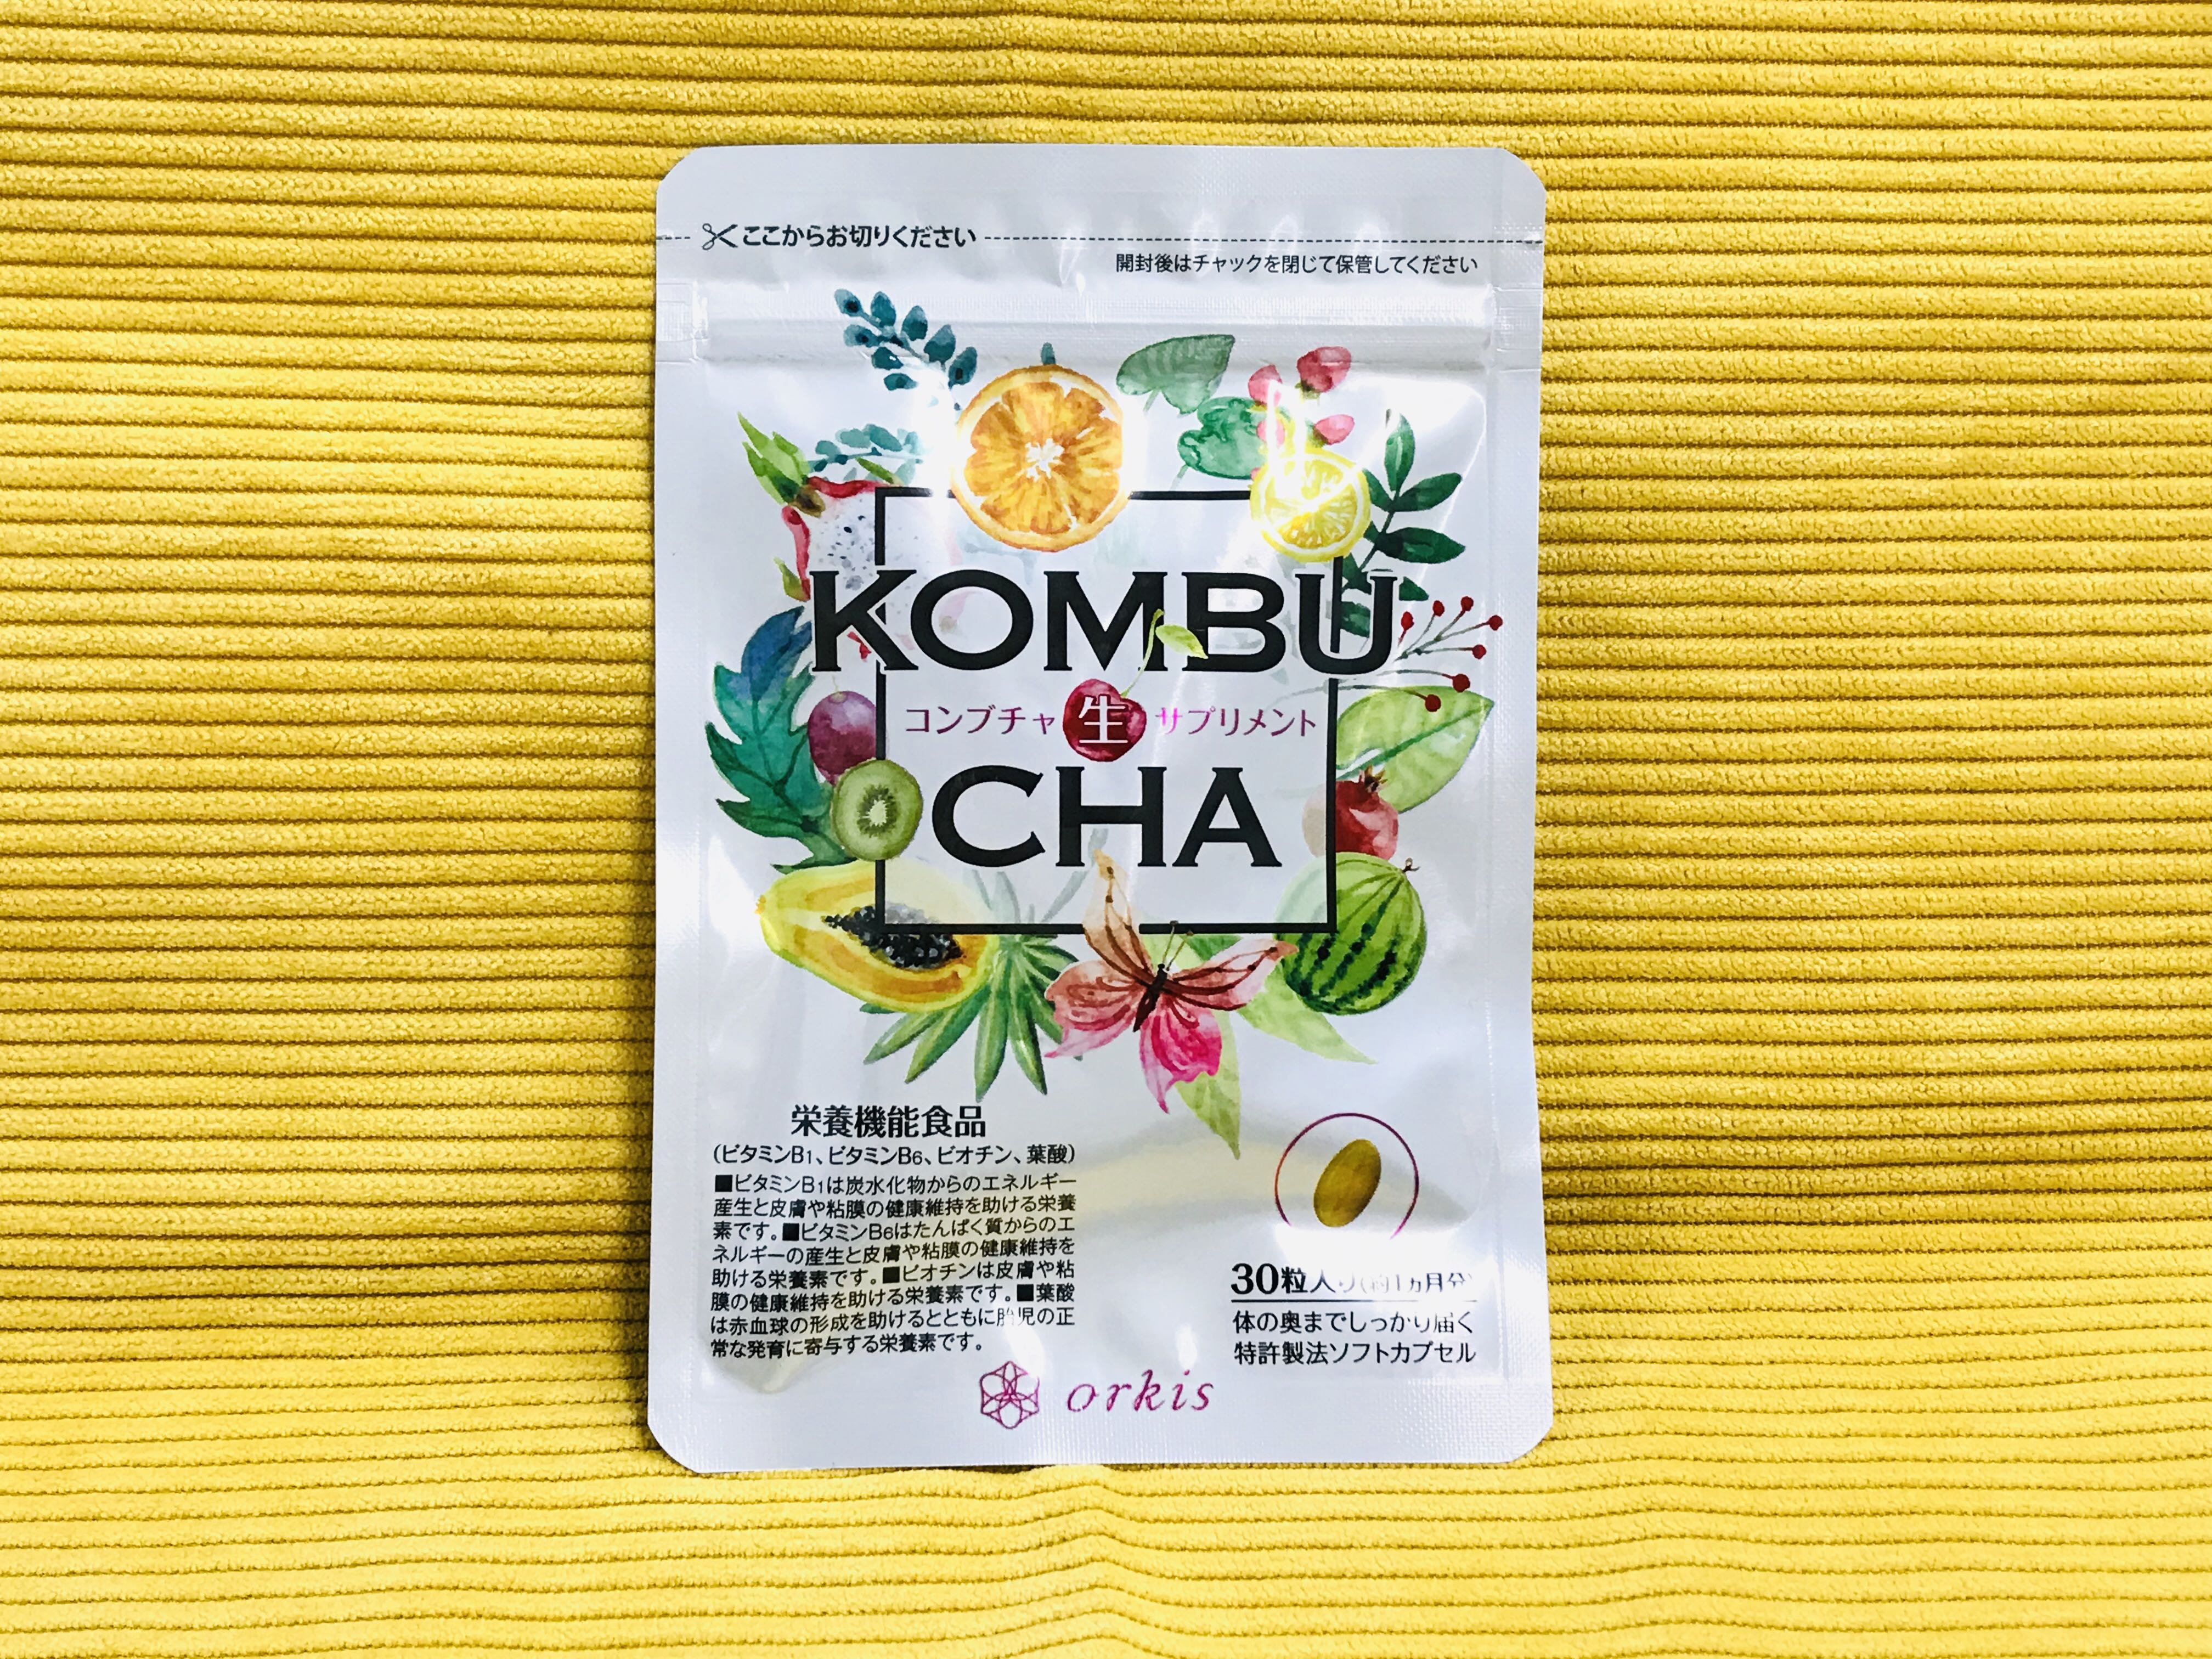 ここからお切りください
開封後はチャックを閉じて保管してください
KOMBU
コンブチャ生サプリメント
CHA
栄養機能食品
(ビタミンB1、ビタミンB6、ビオチン、葉酸)
■ビタミンB1は炭水化物からのエネルギー
産生と皮膚や粘膜の健康維持を助ける栄養
素です。■ビタミンB6はたんぱく質からのエ
ネルギーの産生と皮膚や粘膜の健康維持を
助ける栄養素です。■ビオチンは皮膚や粘
膜の健康維持を助ける栄養素です。■葉酸
は赤血球の形成を助けるとともに胎児の正
常な発育に寄与する栄養素です。
30粒入り(約1ヵ月分)
体の奥までしっかり届く
特許製法ソフトカプセル
orkis